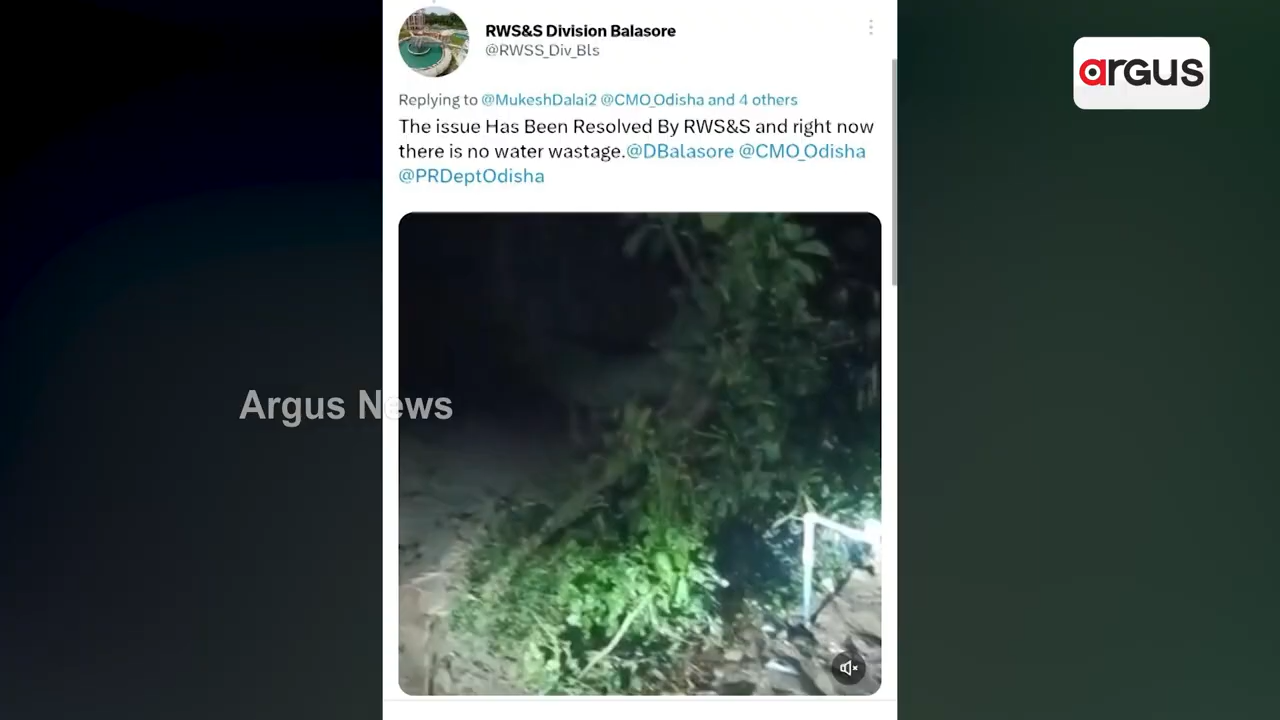 RWS&S Division Balasore
@RWSS_Div_Bls
argus
Replying to @MukeshDalai2 @CMO_Odisha and 4 others
The issue Has Been Resolved By RWS&S and right now
there is no water wastage.@DBalasore @CMO_Odisha
@PRDeptOdisha
Argus News